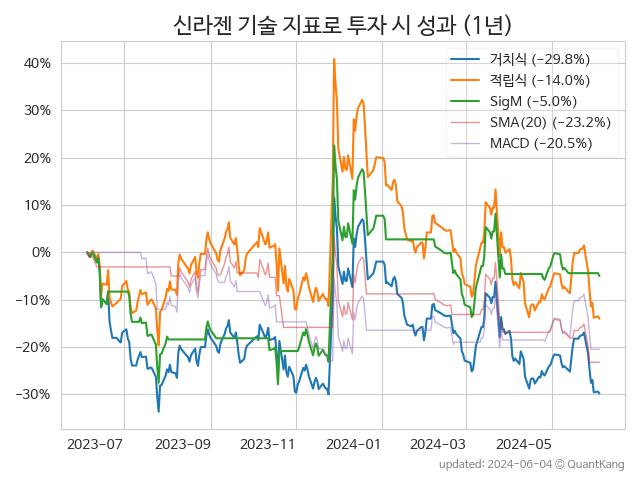 신라젠 기술 지표로 투자 시 성과 (1년)
거치식 (−29.8%)
적립식 (−14.0%)
SigM (−5.0%)
SMA(20) (−23.2%)
MACD (−20.5%)
40%
30%
20%
10%
0%
−10%
−20%
−30%
2023-07
2023-09
2023-11
2024-01
2024-03
2024-05
updated: 2024-06-04 © QuantKang